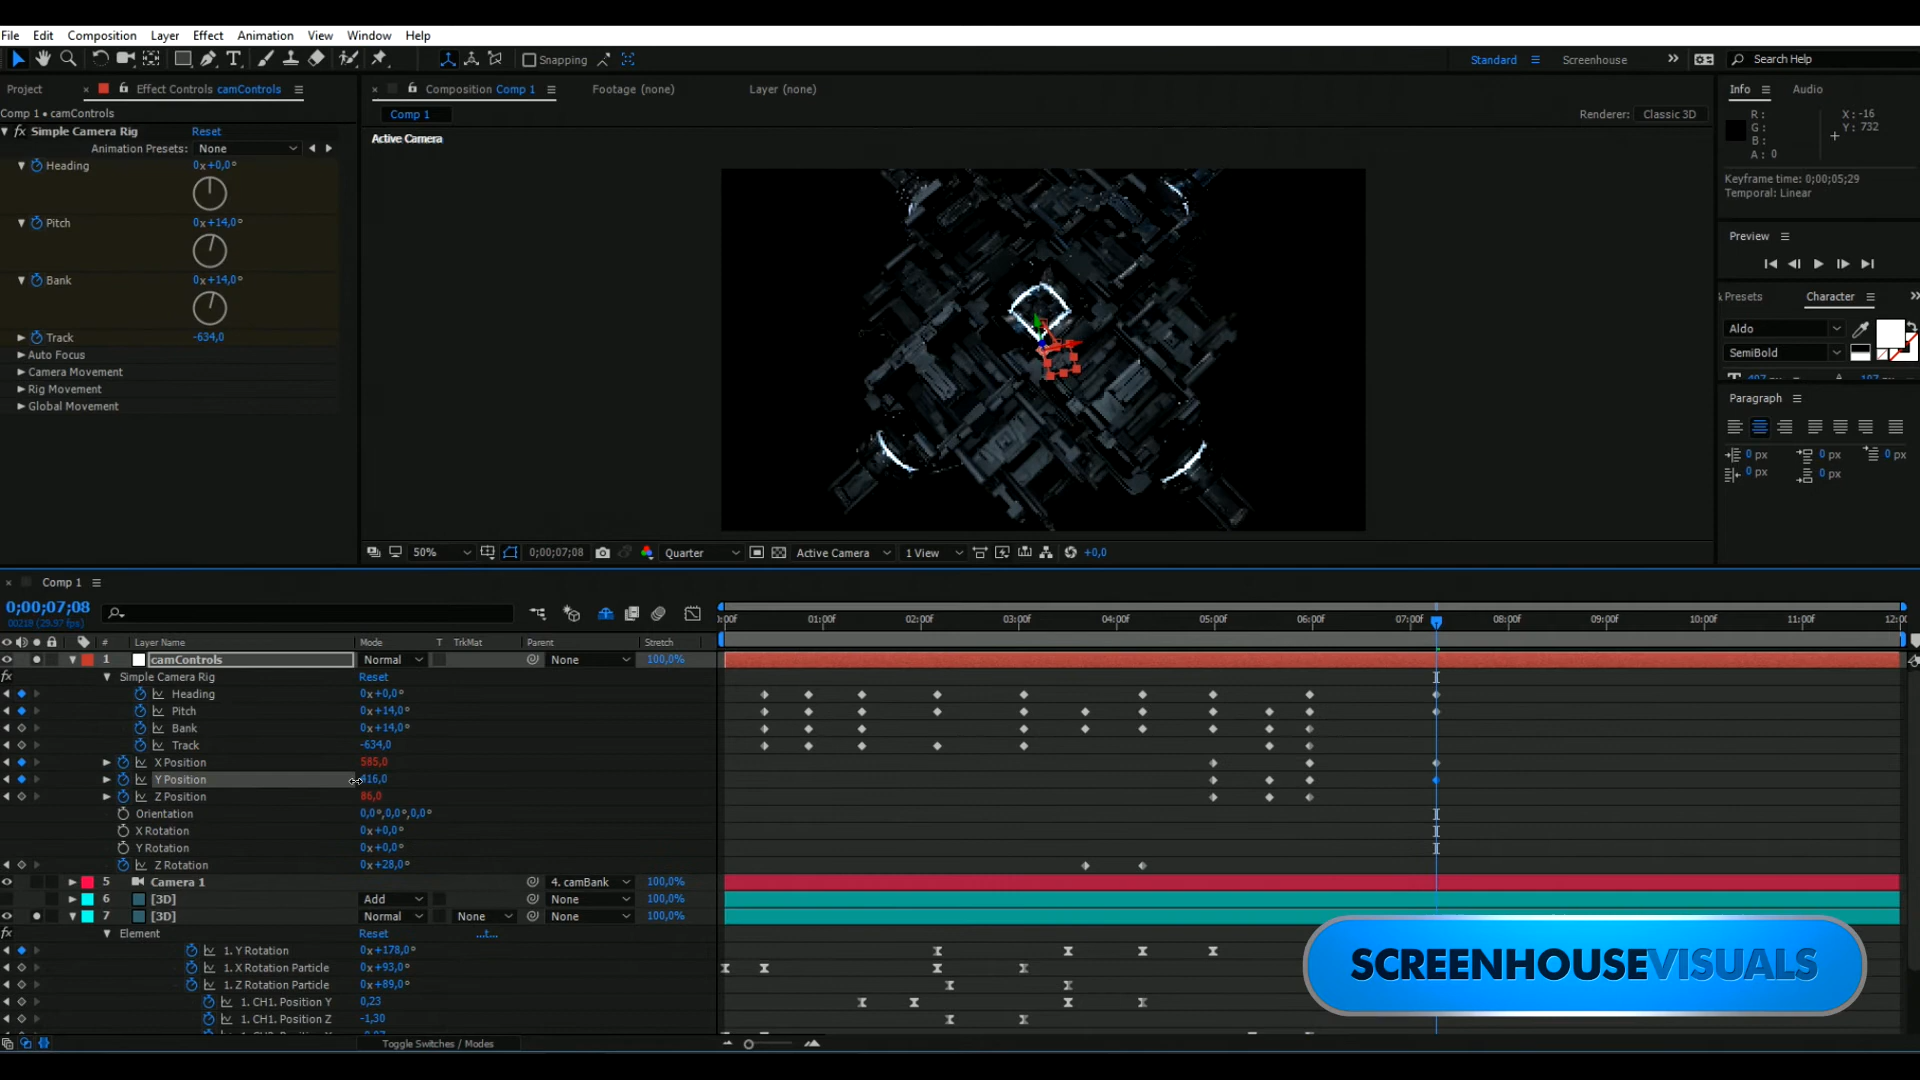 File Edit Composition Layer Effect Animation View Window Help
Snapping
Standard Screenhouse Search Help
Project Effect Controls camControls
Composition Comp 1 Footage (none) Layer (none)
Info Audio
Comp 1 • camControls
Comp 1
Renderer: Classic 3D
fx Simple Camera Rig Reset
Animation Presets: None
Active Camera
R:
G:
B:
A: 0
X: -16
Y: 732
Heading 0x+0,0°
Keyframe time: 0;00;05;29
Temporal: Linear
Pitch 0x+14,0°
Preview
Bank 0x+14,0°
Presets Character
Aldo
Track -634,0
SemiBold
Auto Focus
Camera Movement
Rig Movement
Global Movement
Paragraph
0 px 0 px 0 px
0 px 0 px
50% 0;00;07;08 Quarter Active Camera 1 View +0,0
Comp 1
0;00;07;08
00218 (29.97 fps)
:00f 01:00f 02:00f 03:00f 04:00f 05:00f 06:00f 07:00f 08:00f 09:00f 10:00f 11:00f 12:00
# Layer Name Mode T TrkMat Parent Stretch
1 camControls Normal None 100,0%
fx Simple Camera Rig Reset
Heading 0x+0,0°
Pitch 0x+14,0°
Bank 0x+14,0°
Track -634,0
X Position 585,0
Y Position 416,0
Z Position 86,0
Orientation 0,0°,0,0°,0,0°
X Rotation 0x+0,0°
Y Rotation 0x+0,0°
Z Rotation 0x+28,0°
5 Camera 1 4. camBank 100,0%
6 [3D] Add None 100,0%
7 [3D] Normal None None 100,0%
fx Element Reset ...t...
1. Y Rotation 0x+178,0°
1. X Rotation Particle 0x+93,0°
1. Z Rotation Particle 0x+89,0°
1. CH1. Position Y 0,23
1. CH1. Position Z -1,30
Toggle Switches / Modes
SCREENHOUSEVISUALS